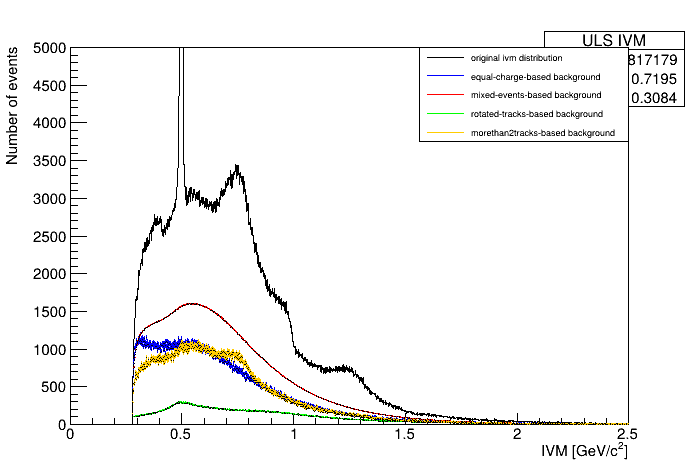 ULS IVM
817179
0.7195
0.3084
original ivm distribution
equal-charge-based background
mixed-events-based background
rotated-tracks-based background
morethan2tracks-based background
Number of events
5000
4500
4000
3500
3000
2500
2000
1500
1000
500
0
0 0.5 1 1.5 2 2.5
IVM [GeV/c²]